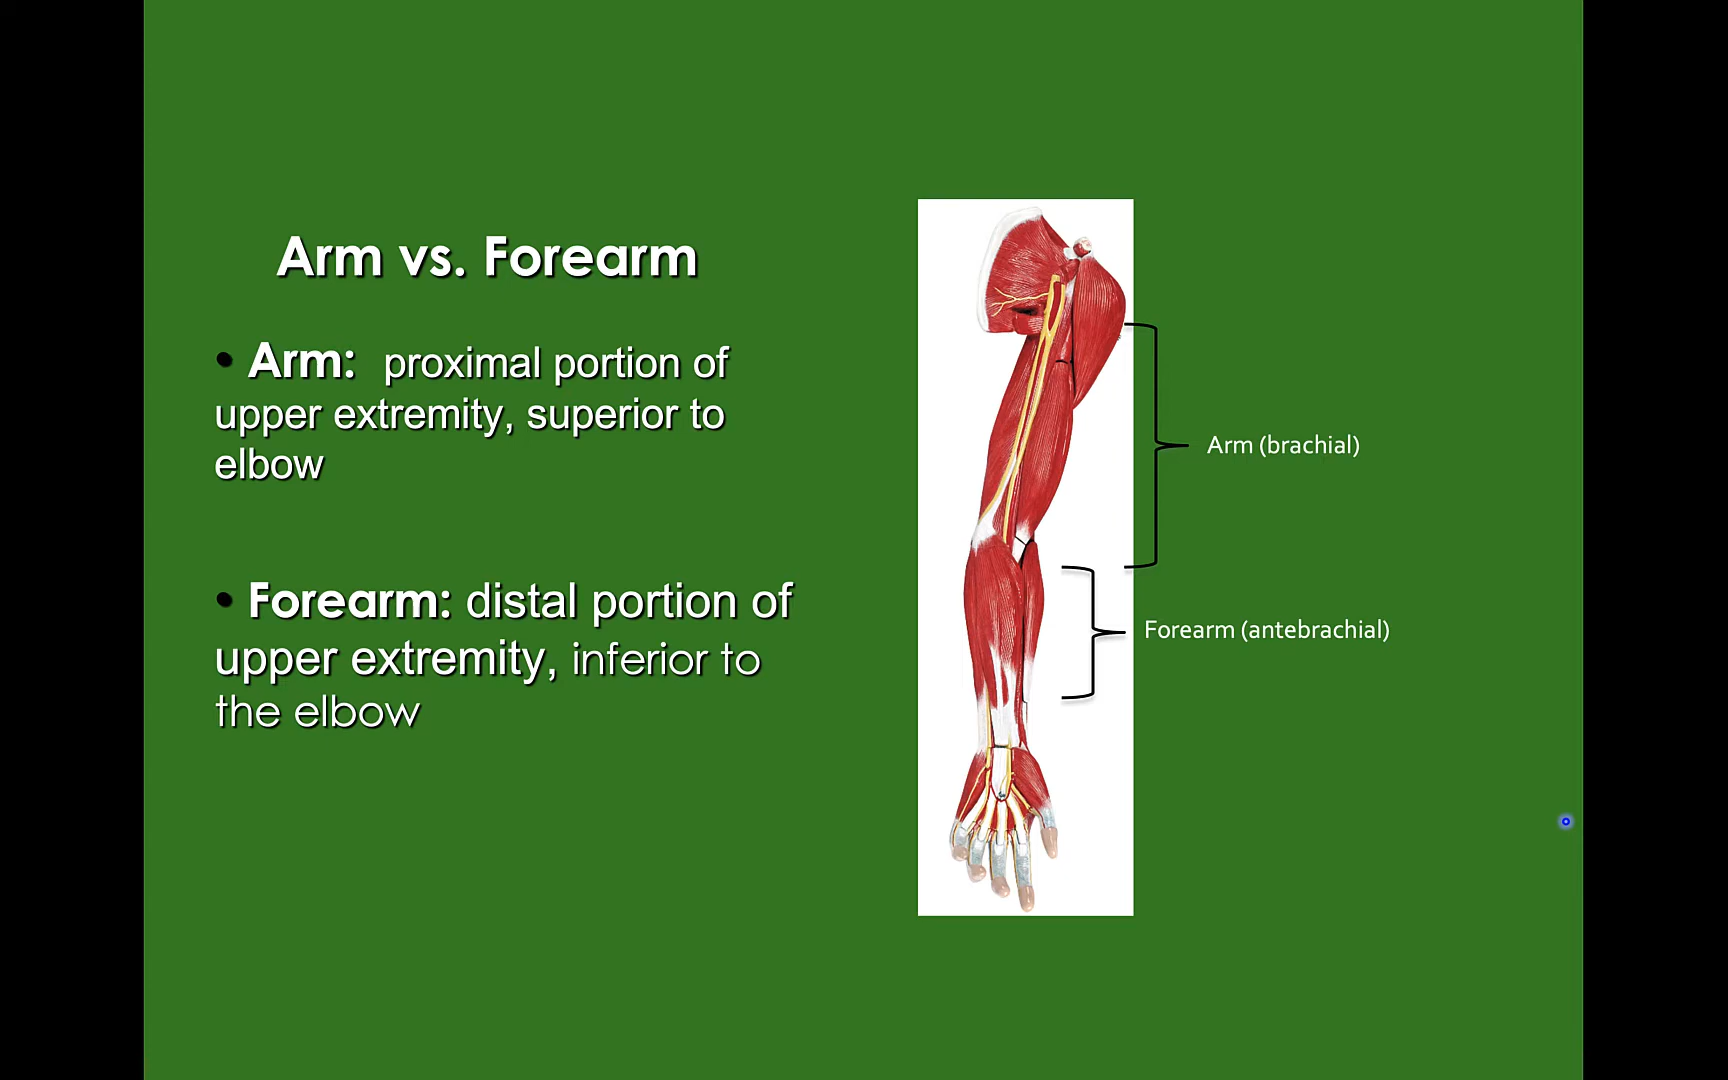 Arm vs. Forearm
• Arm: proximal portion of
upper extremity, superior to
elbow
• Forearm: distal portion of
upper extremity, inferior to
the elbow
Arm (brachial)
Forearm (antebrachial)